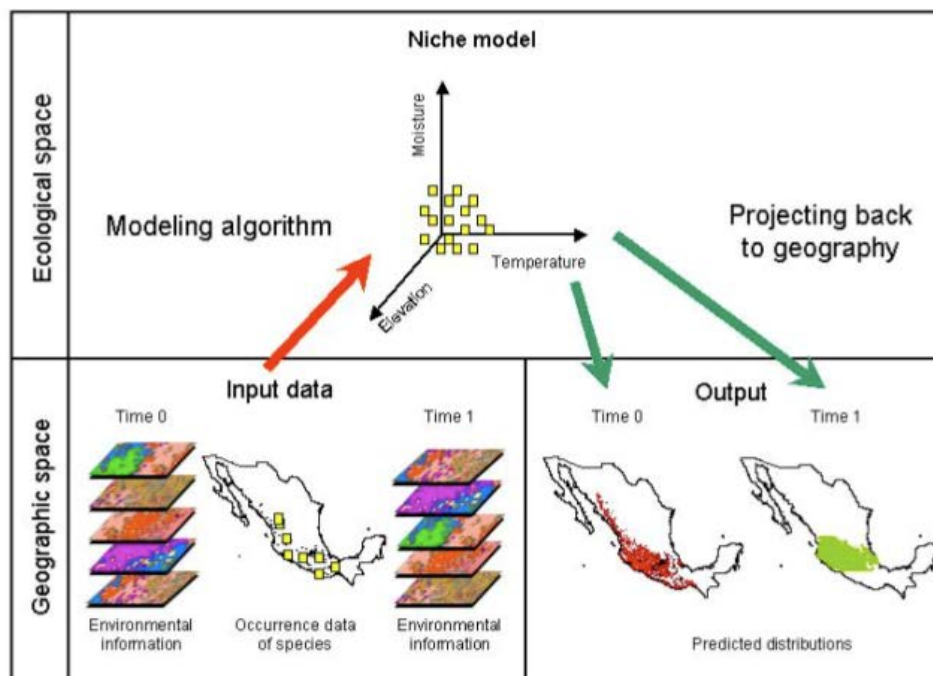 Niche model
Ecological space
Moisture
Modeling algorithm
Projecting back
to geography
Temperature
Elevation
Geographic space
Input data
Time 0
Time 1
Environmental
information
Occurrence data
of species
Environmental
information
Output
Time 0
Time 1
Predicted distributions